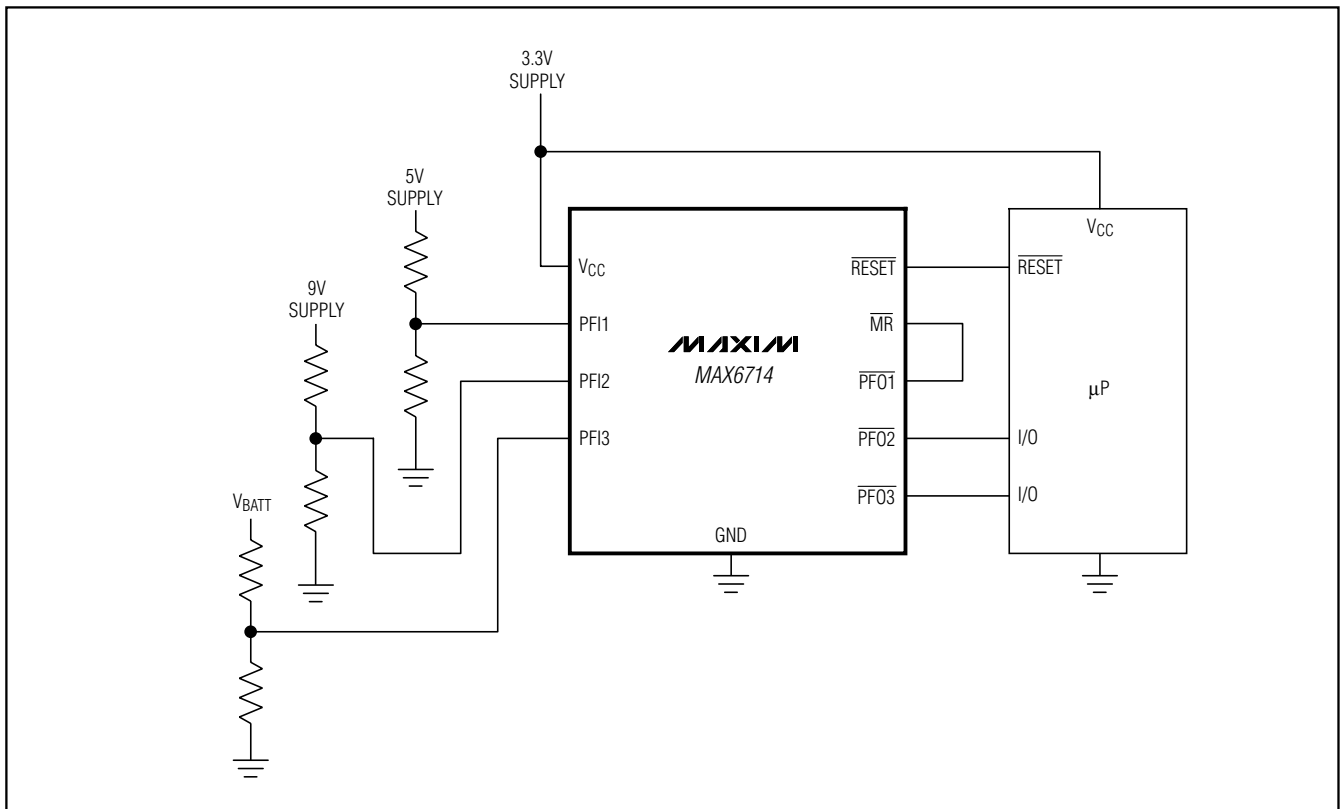 3.3V
SUPPLY
5V
SUPPLY
9V
SUPPLY
VBATT
VCC
PFI1
PFI2
PFI3
MAXIM
MAX6714
GND
RESET
MR
PFO1
PFO2
PFO3
VCC
RESET
μP
I/O
I/O